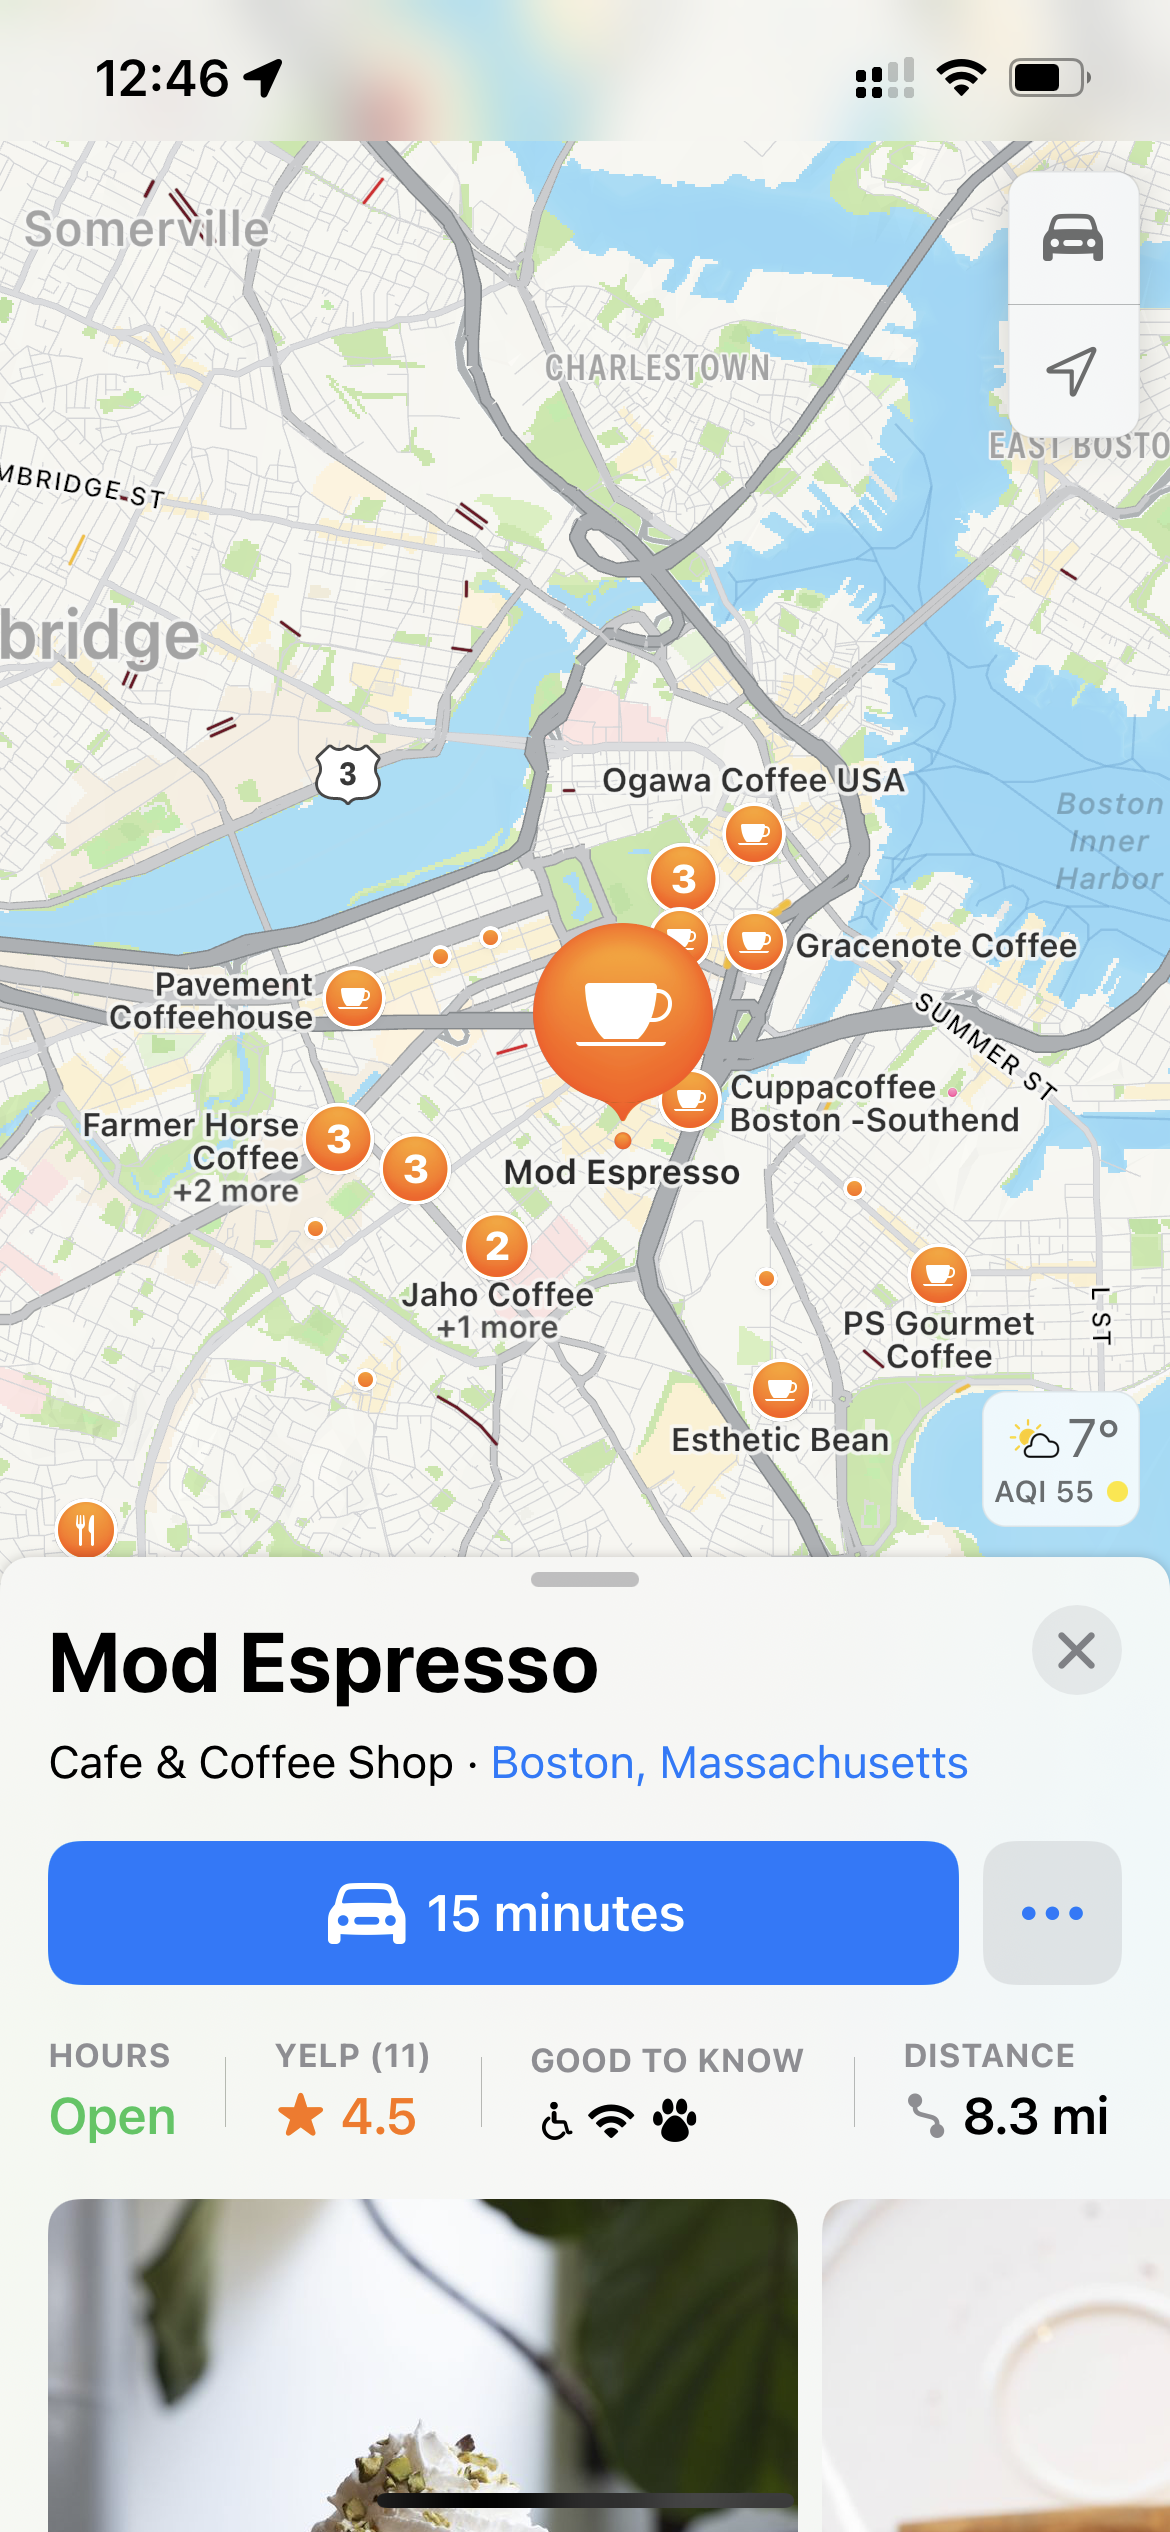 12:46
Somerville
CHARLESTOWN
EAST BOSTO
MBRIDGE ST
bridge
3
Ogawa Coffee USA
Boston
Inner
Harbor
3
Gracenote Coffee
Pavement
Coffeehouse
SUMMER ST
Cuppacoffee
Boston -Southend
Farmer Horse
Coffee
+2 more
3
3
Mod Espresso
2
Jaho Coffee
+1 more
PS Gourmet
Coffee
L ST
Esthetic Bean
7°
AQI 55
Mod Espresso
Cafe & Coffee Shop · Boston, Massachusetts
15 minutes
HOURS
Open
YELP (11)
4.5
GOOD TO KNOW
DISTANCE
8.3 mi